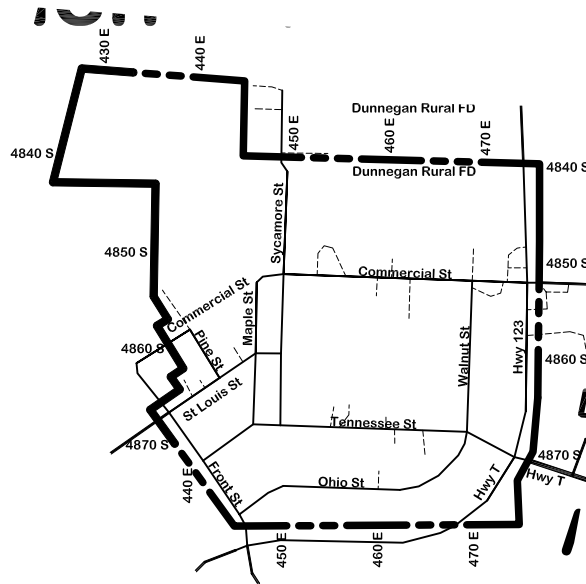 430 E
440 E
Dunnegan Rural FD
450 E
460 E
470 E
4840 S
4840 S
Dunnegan Rural FD
Sycamore St
4850 S
4850 S
Commercial St
Commercial St
Maple St
Pine St
4860 S
Walnut St
Hwy 123
4860 S
St Louis St
Tennessee St
4870 S
4870 S
440 E
Front St
Ohio St
Hwy T
Hwy T
450 E
460 E
470 E